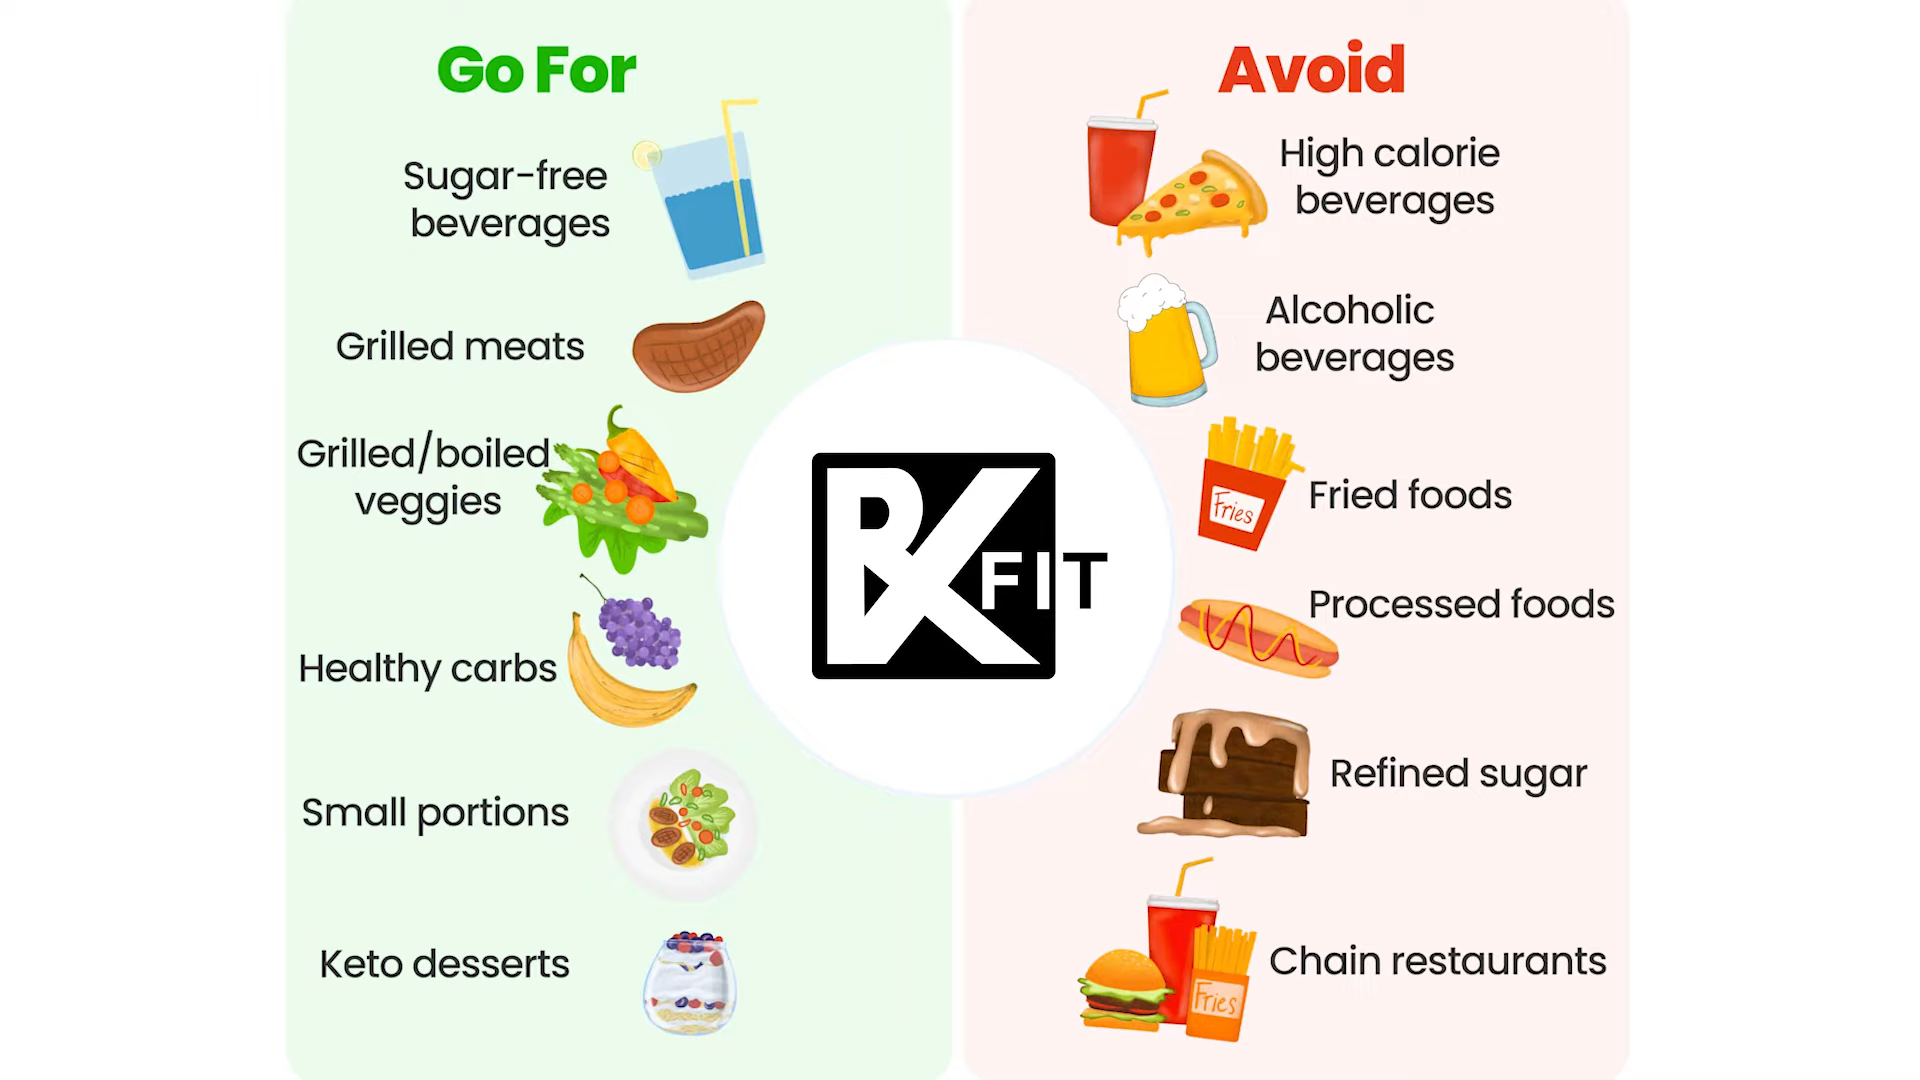 Go For
Sugar-free
beverages
Grilled meats
Grilled/boiled
veggies
Healthy carbs
Small portions
Keto desserts
RK FIT
Avoid
High calorie
beverages
Alcoholic
beverages
Fries
Fried foods
Processed foods
Refined sugar
Fries
Chain restaurants